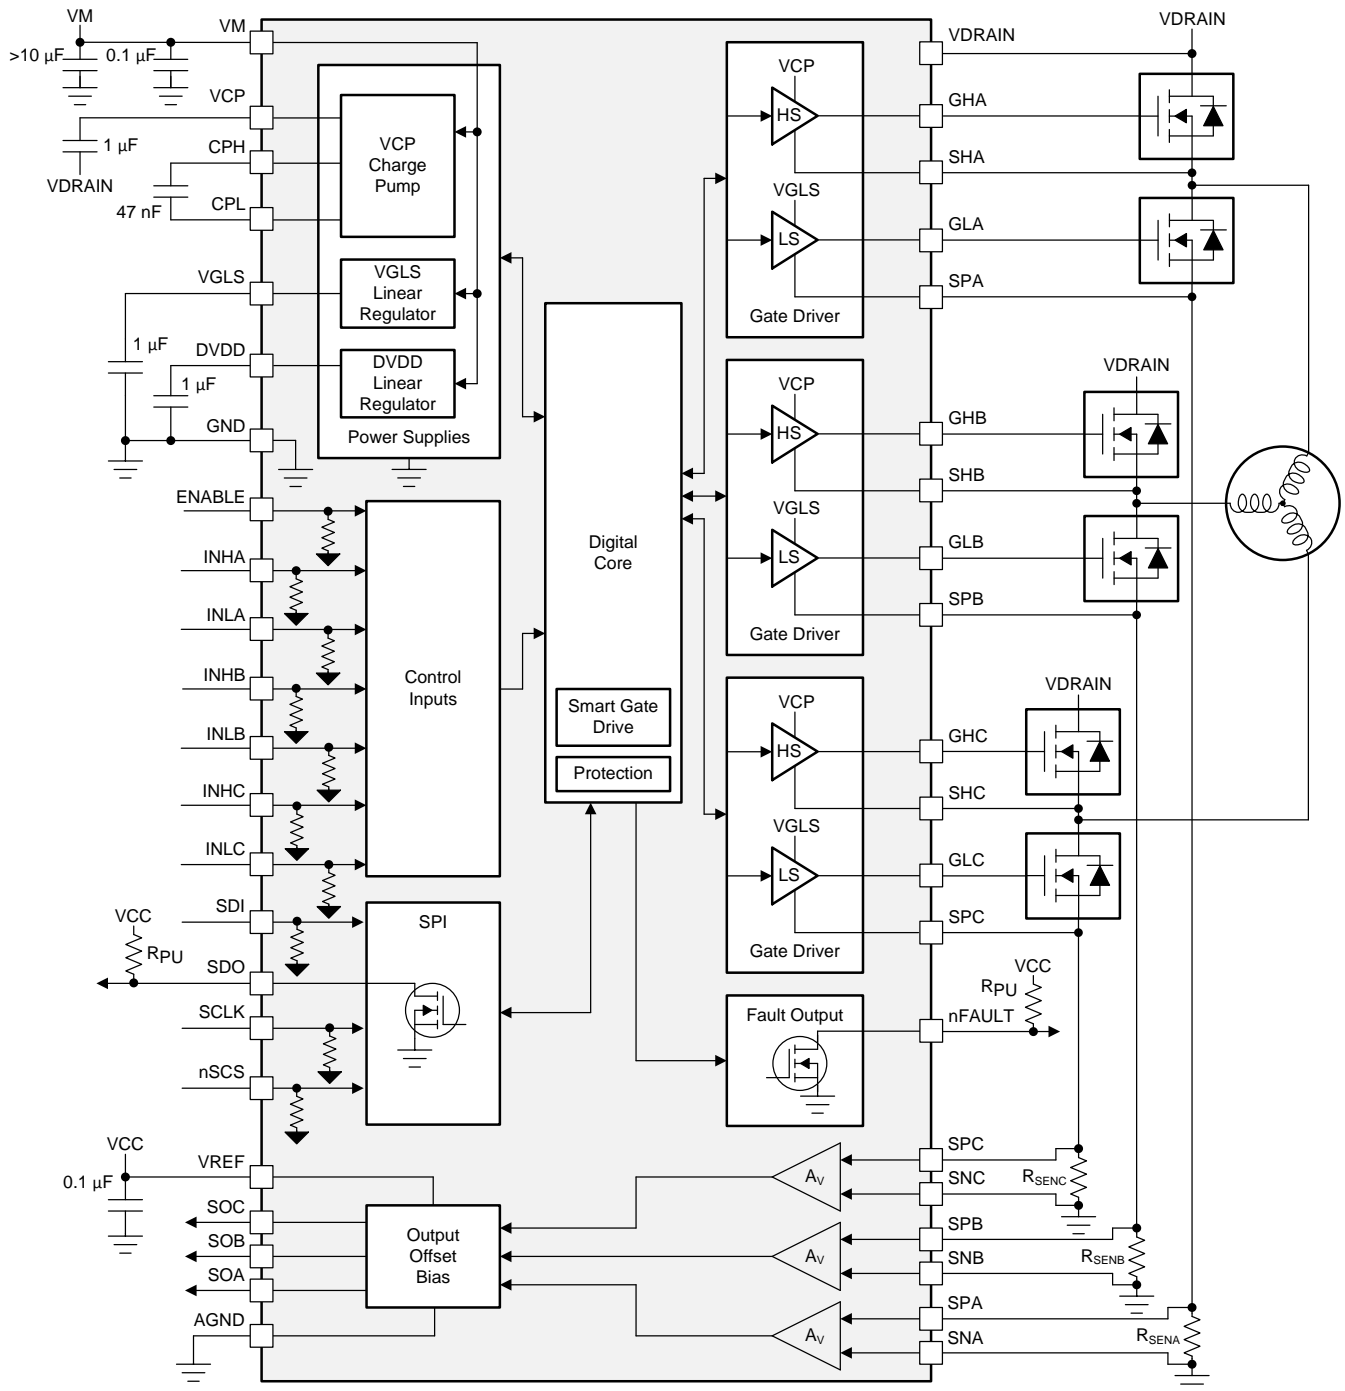 VM
VM
>10 µF
0.1 µF
VCP
1 µF
VDRAIN
CPH
47 nF
CPL
VCP
Charge
Pump
VGLS
VGLS
Linear
Regulator
1 µF
DVDD
1 µF
DVDD
Linear
Regulator
GND
Power Supplies
ENABLE
INHA
INLA
INHB
INLB
INHC
INLC
Control
Inputs
SDI
VCC
RPU
SDO
SCLK
nSCS
SPI
VCC
VREF
0.1 µF
SOC
SOB
SOA
AGND
Output
Offset
Bias
Digital
Core
Smart Gate
Drive
Protection
VCP
HS
VGLS
LS
Gate Driver
VCP
HS
VGLS
LS
Gate Driver
VCP
HS
VGLS
LS
Gate Driver
Fault Output
AV
AV
AV
VDRAIN
VDRAIN
GHA
SHA
GLA
SPA
VDRAIN
GHB
SHB
GLB
SPB
VDRAIN
GHC
SHC
GLC
SPC
VCC
RPU
nFAULT
SPC
SNC
RSENC
SPB
SNB
RSENB
SPA
SNA
RSENA